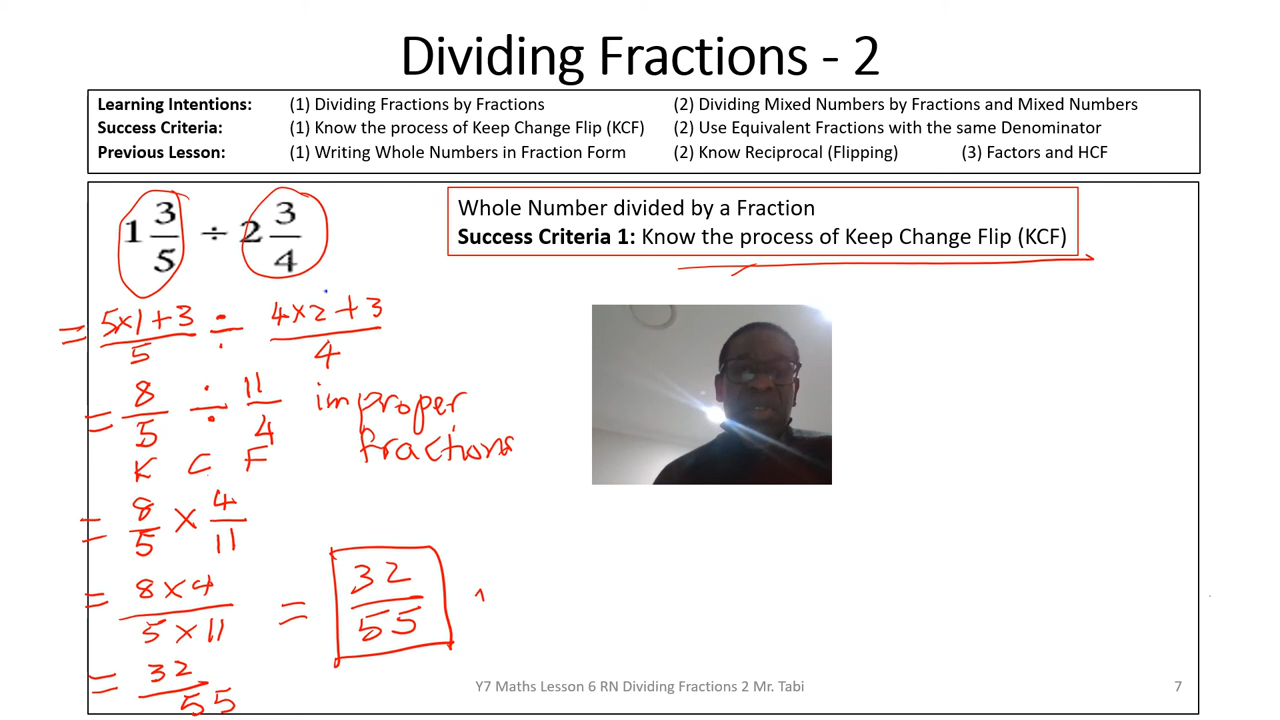 Dividing Fractions - 2
Learning Intentions: (1) Dividing Fractions by Fractions (2) Dividing Mixed Numbers by Fractions and Mixed Numbers
Success Criteria: (1) Know the process of Keep Change Flip (KCF) (2) Use Equivalent Fractions with the same Denominator
Previous Lesson: (1) Writing Whole Numbers in Fraction Form (2) Know Reciprocal (Flipping) (3) Factors and HCF
1 3/5 ÷ 2 3/4
Whole Number divided by a Fraction
Success Criteria 1: Know the process of Keep Change Flip (KCF)
= 5×1+3/5 ÷ 4×2+3/4
= 8/5 ÷ 11/4 improper fractions
K C F
= 8/5 × 4/11
= 8×4/5×11 = 32/55
= 32/55
Y7 Maths Lesson 6 RN Dividing Fractions 2 Mr. Tabi
7